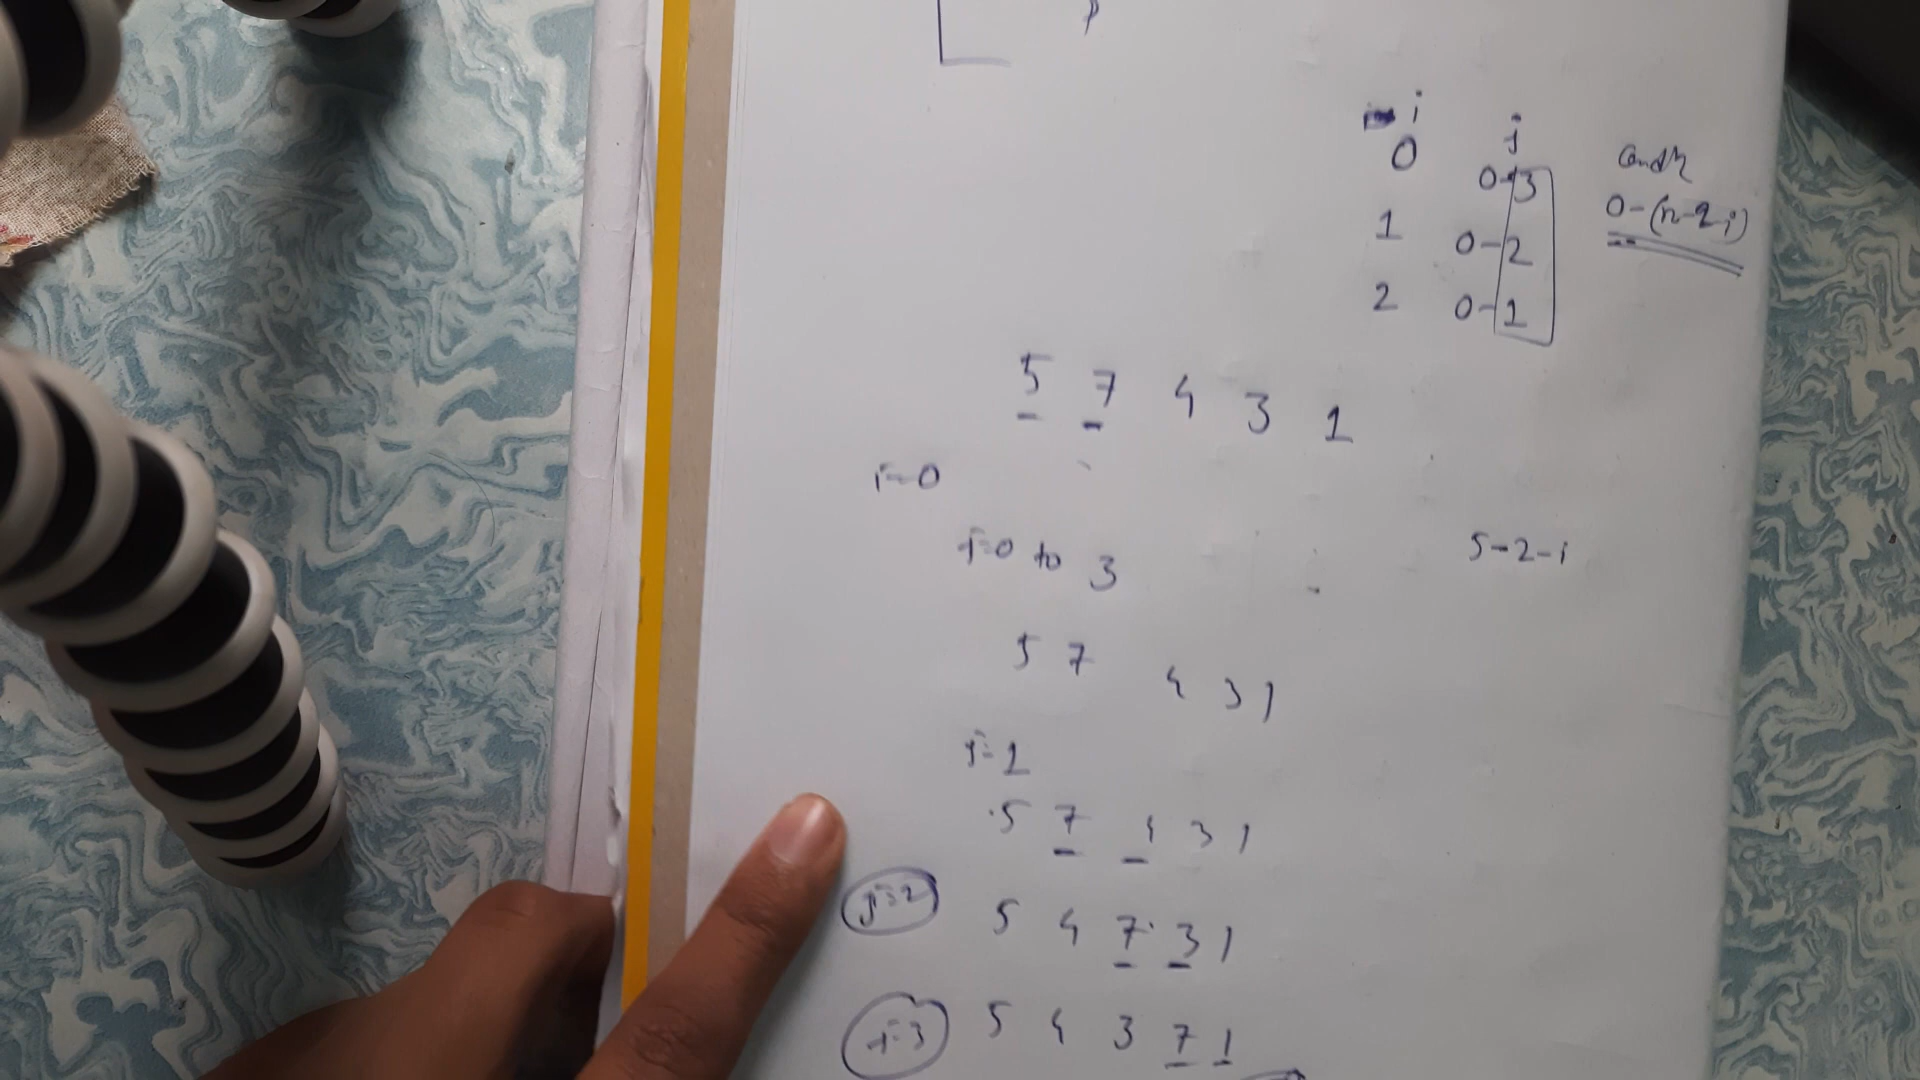 i j
0 0-3 condn
1 0-2 0-(n-2-i)
2 0-1
5 7 4 3 1
i=0
j=0 to 3 5-2-i
5 7 4 3 1
j=1
5 7 4 3 1
j=2 5 4 7 3 1
j=3 5 4 3 7 1